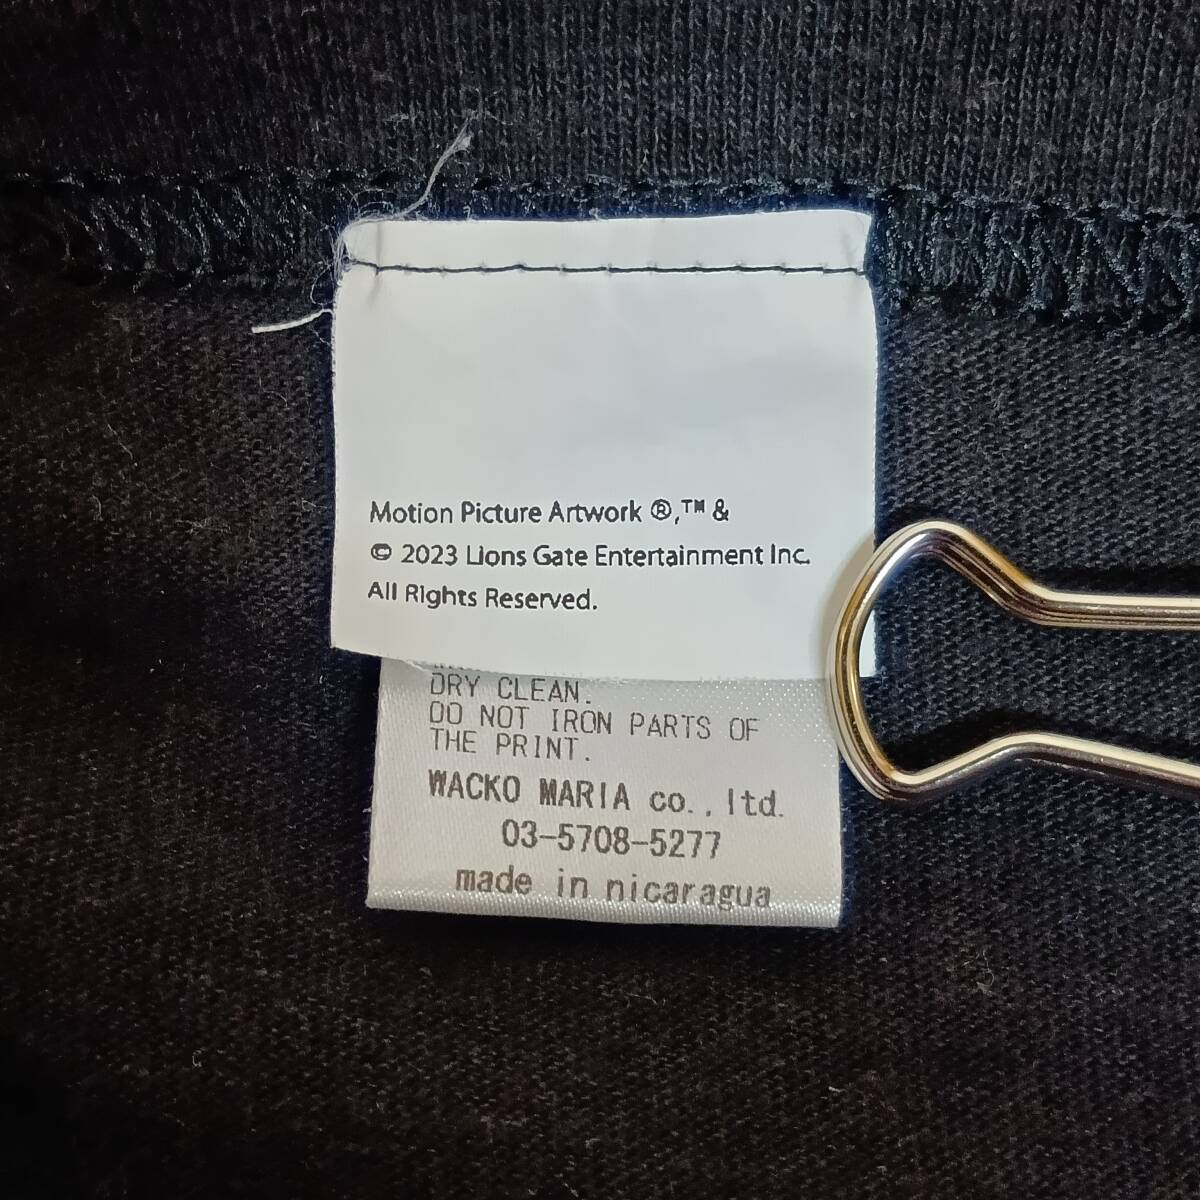 Motion Picture Artwork ®,™ &
© 2023 Lions Gate Entertainment Inc.
All Rights Reserved.
DRY CLEAN.
DO NOT IRON PARTS OF
THE PRINT.
WACKO MARIA co.,ltd.
03-5708-5277
made in nicaragua